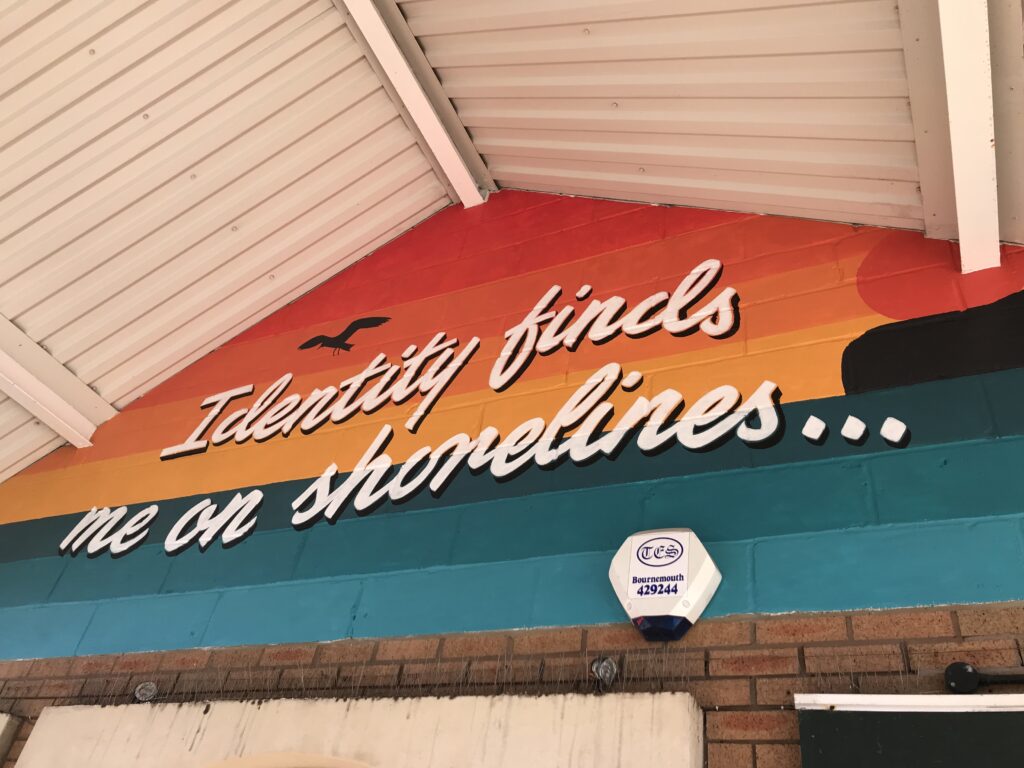 Identity finds
me on shorelines...
TES
Bournemouth
429244